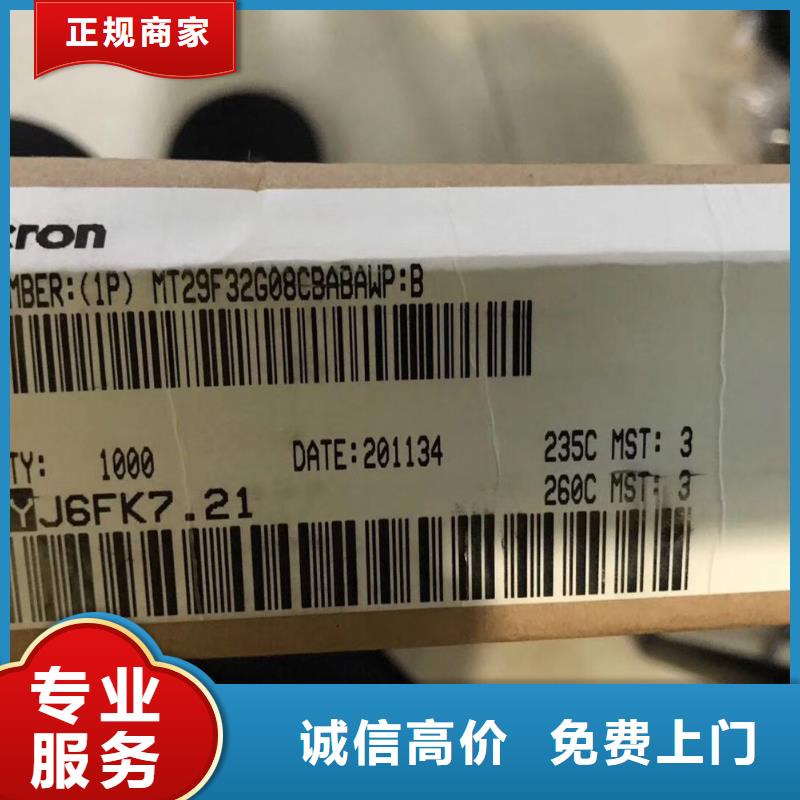 正规商家
cron
MBER:(1P) MT29F32G08CBABAWP:B
TY: 1000 DATE:201134 235C MST: 3
260C MST: 3
YJ6FK7.21
专业
服务
诚信高价 免费上门